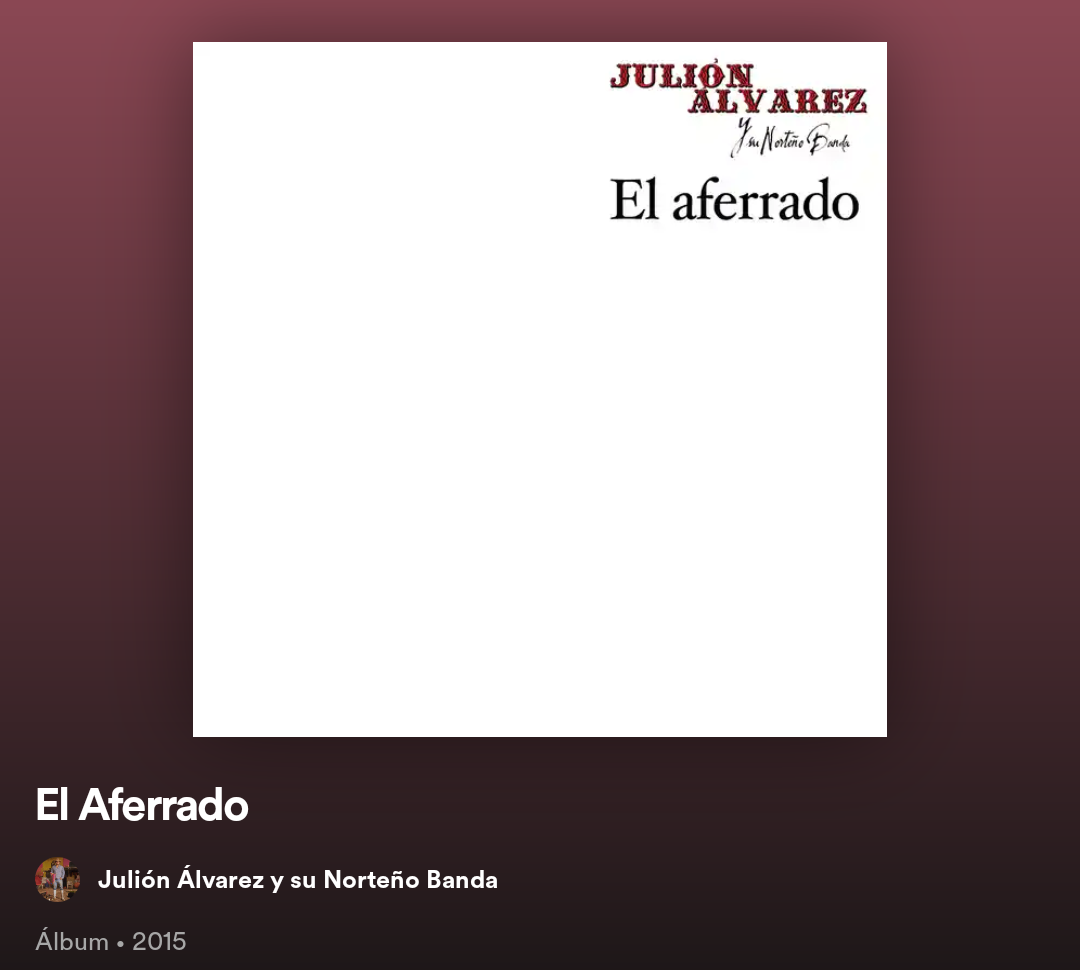 JULIÓN
ÁLVAREZ
y su Norteño Banda
El aferrado
El Aferrado
Julión Álvarez y su Norteño Banda
Álbum • 2015